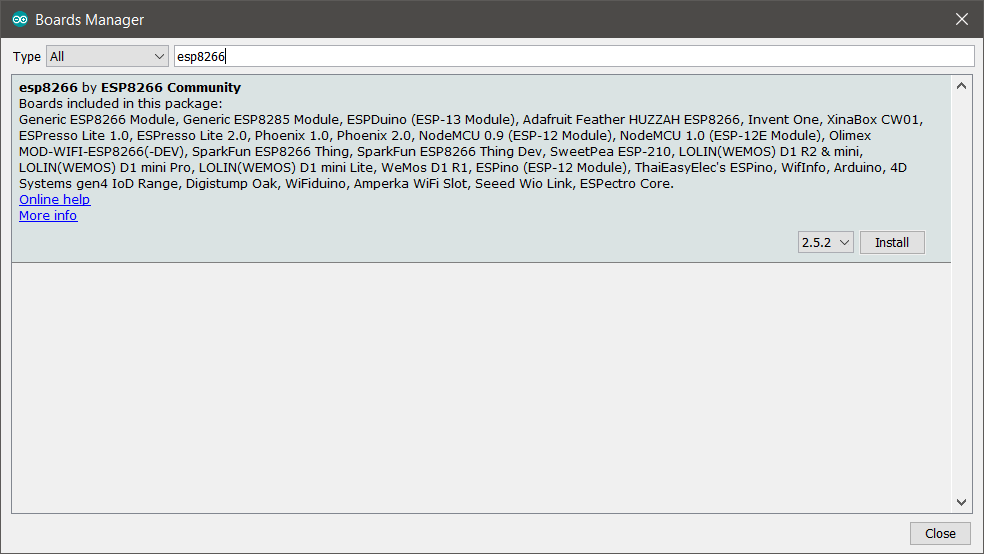 Boards Manager
Type All esp8266
esp8266 by ESP8266 Community
Boards included in this package:
Generic ESP8266 Module, Generic ESP8285 Module, ESPDuino (ESP-13 Module), Adafruit Feather HUZZAH ESP8266, Invent One, XinaBox CW01,
ESPresso Lite 1.0, ESPresso Lite 2.0, Phoenix 1.0, Phoenix 2.0, NodeMCU 0.9 (ESP-12 Module), NodeMCU 1.0 (ESP-12E Module), Olimex
MOD-WIFI-ESP8266(-DEV), SparkFun ESP8266 Thing, SparkFun ESP8266 Thing Dev, SweetPea ESP-210, LOLIN(WEMOS) D1 R2 & mini,
LOLIN(WEMOS) D1 mini Pro, LOLIN(WEMOS) D1 mini Lite, WeMos D1 R1, ESPino (ESP-12 Module), ThaiEasyElec's ESPino, WifInfo, Arduino, 4D
Systems gen4 IoD Range, Digistump Oak, WiFiduino, Amperka WiFi Slot, Seeed Wio Link, ESPectro Core.
Online help
More info
2.5.2 Install
Close